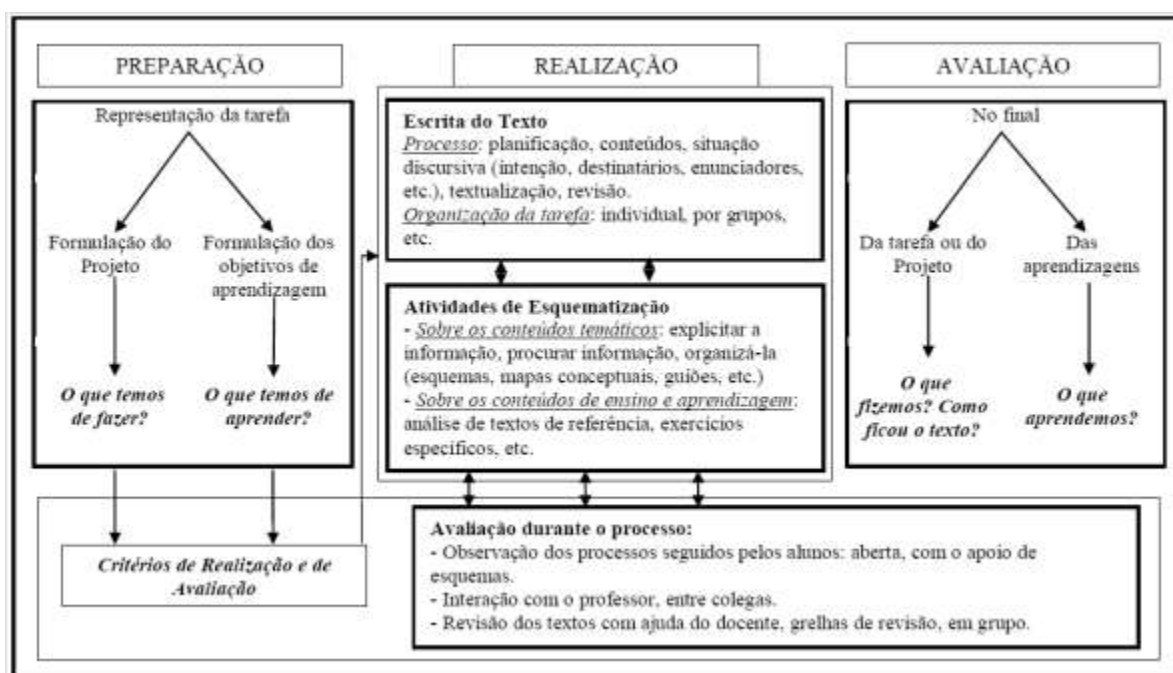 PREPARAÇÃO
Representação da tarefa
Formulação do
Projeto
Formulação dos
objetivos de
aprendizagem
O que temos
de fazer?
O que temos de
aprender?
Critérios de Realização e de
Avaliação
REALIZAÇÃO
Escrita do Texto
Processo: planificação, conteúdos, situação
discursiva (intenção, destinatários, enunciadores,
etc.), textualização, revisão.
Organização da tarefa: individual, por grupos,
etc.
Atividades de Esquematização
- Sobre os conteúdos temáticos: explicitar a
informação, procurar informação, organizá-la
(esquemas, mapas conceptuais, guiões, etc.)
- Sobre os conteúdos de ensino e aprendizagem:
análise de textos de referência, exercícios
específicos, etc.
Avaliação durante o processo:
- Observação dos processos seguidos pelos alunos: aberta, com o apoio de
esquemas.
- Interação com o professor, entre colegas.
- Revisão dos textos com ajuda do docente, grelhas de revisão, em grupo.
AVALIAÇÃO
No final
Da tarefa ou do
Projeto
Das
aprendizagens
O que
fizemos? Como
ficou o texto?
O que
aprendemos?